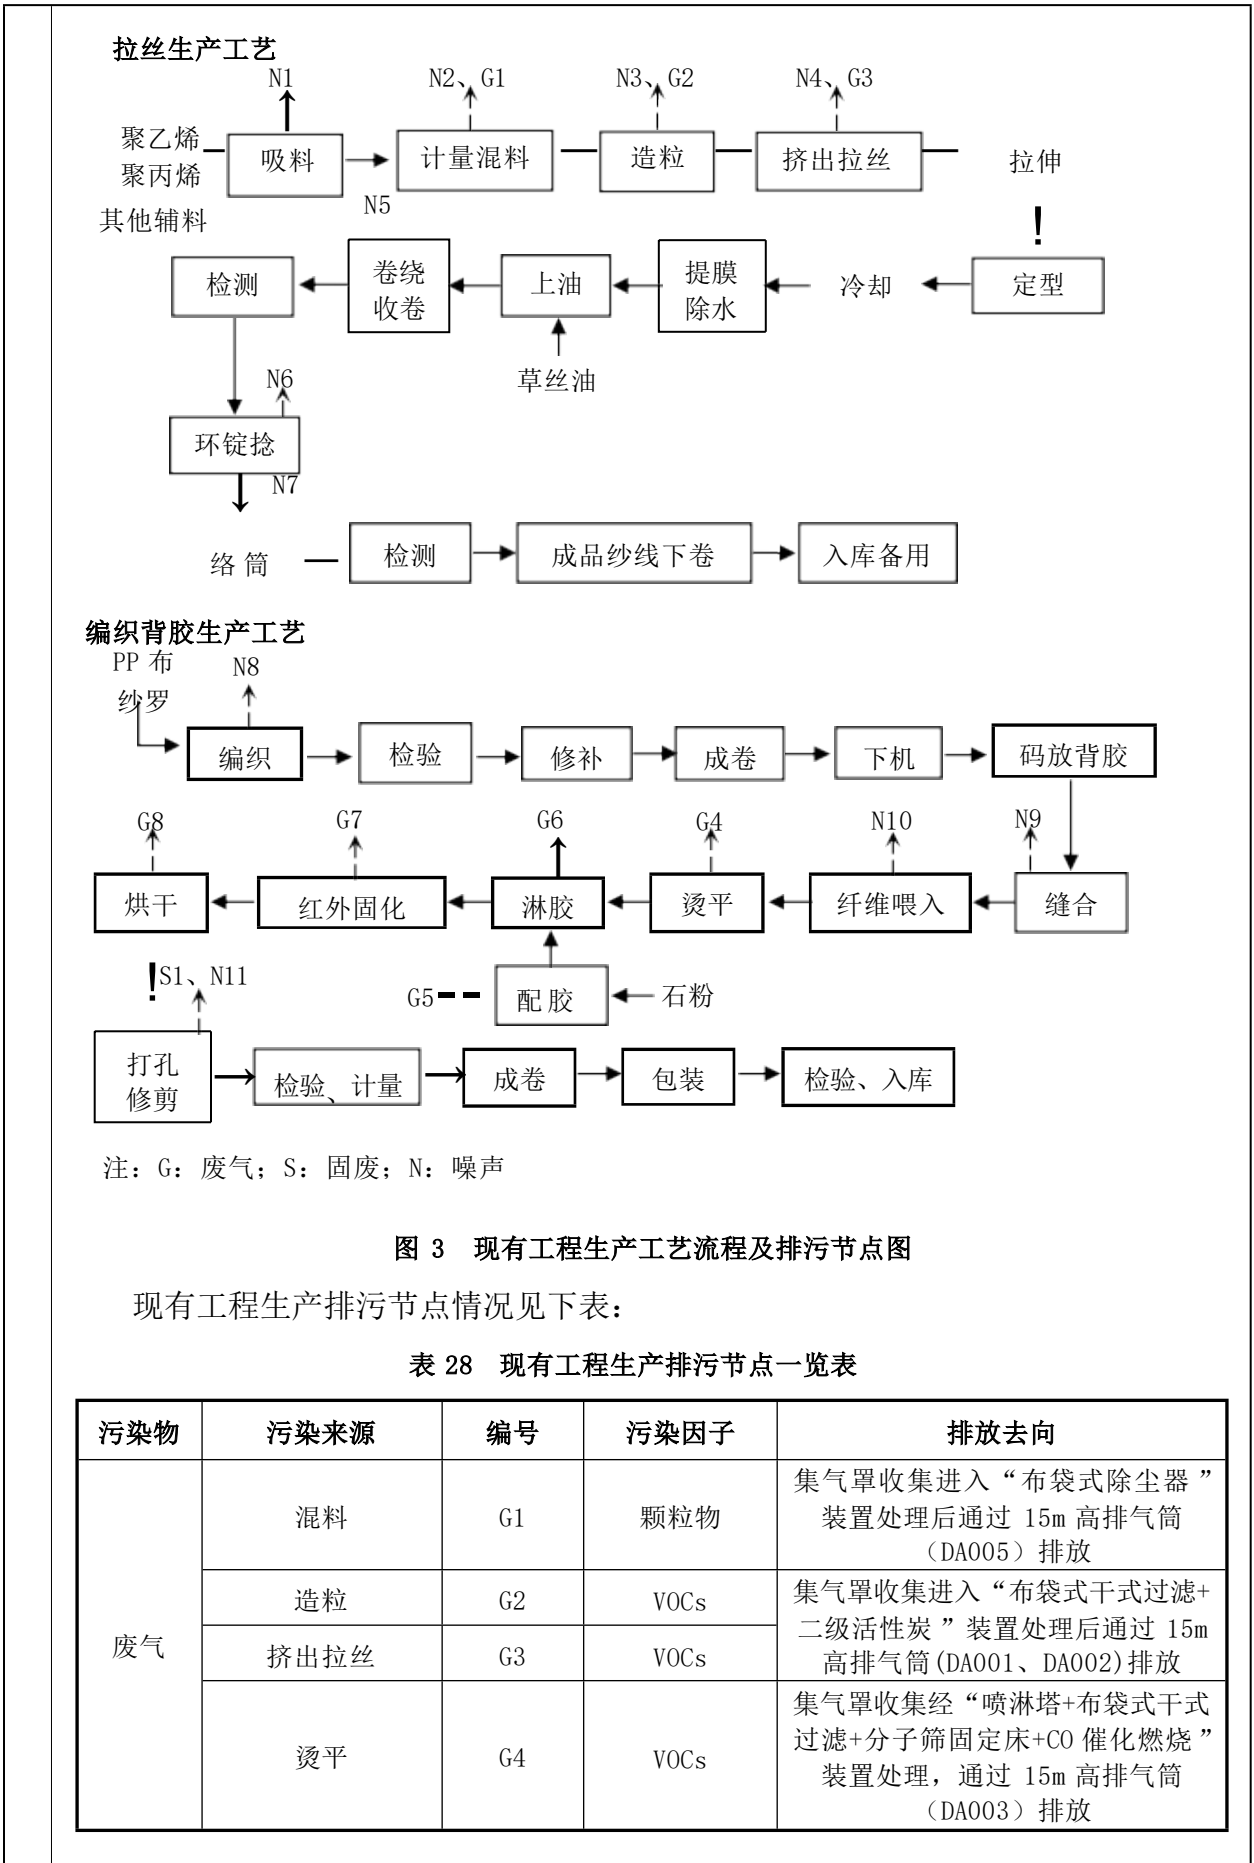 拉丝生产工艺
N1
N2、G1
N3、G2
N4、G3
聚乙烯
聚丙烯
其他辅料
吸料
计量混料
造粒
挤出拉丝
拉伸
N5
检测
卷绕
收卷
上油
提膜
除水
冷却
定型
草丝油
N6
环锭捻
N7
络筒
检测
成品纱线下卷
入库备用
编织背胶生产工艺
PP 布
纱罗
N8
编织
检验
修补
成卷
下机
码放背胶
G8
G7
G6
G4
N10
N9
烘干
红外固化
淋胶
烫平
纤维喂入
缝合
S1、N11
G5
配胶
石粉
打孔
修剪
检验、计量
成卷
包装
检验、入库
注：G：废气；S：固废；N：噪声
图 3 现有工程生产工艺流程及排污节点图
现有工程生产排污节点情况见下表：
表 28 现有工程生产排污节点一览表
污染物 污染来源 编号 污染因子 排放去向
废气
混料 G1 颗粒物
集气罩收集进入“布袋式除尘器”
装置处理后通过 15m 高排气筒
（DA005）排放
造粒 G2 VOCs
挤出拉丝 G3 VOCs
集气罩收集进入“布袋式干式过滤+
二级活性炭”装置处理后通过 15m
高排气筒(DA001、DA002)排放
烫平 G4 VOCs
集气罩收集经“喷淋塔+布袋式干式
过滤+分子筛固定床+CO 催化燃烧”
装置处理，通过 15m 高排气筒
（DA003）排放